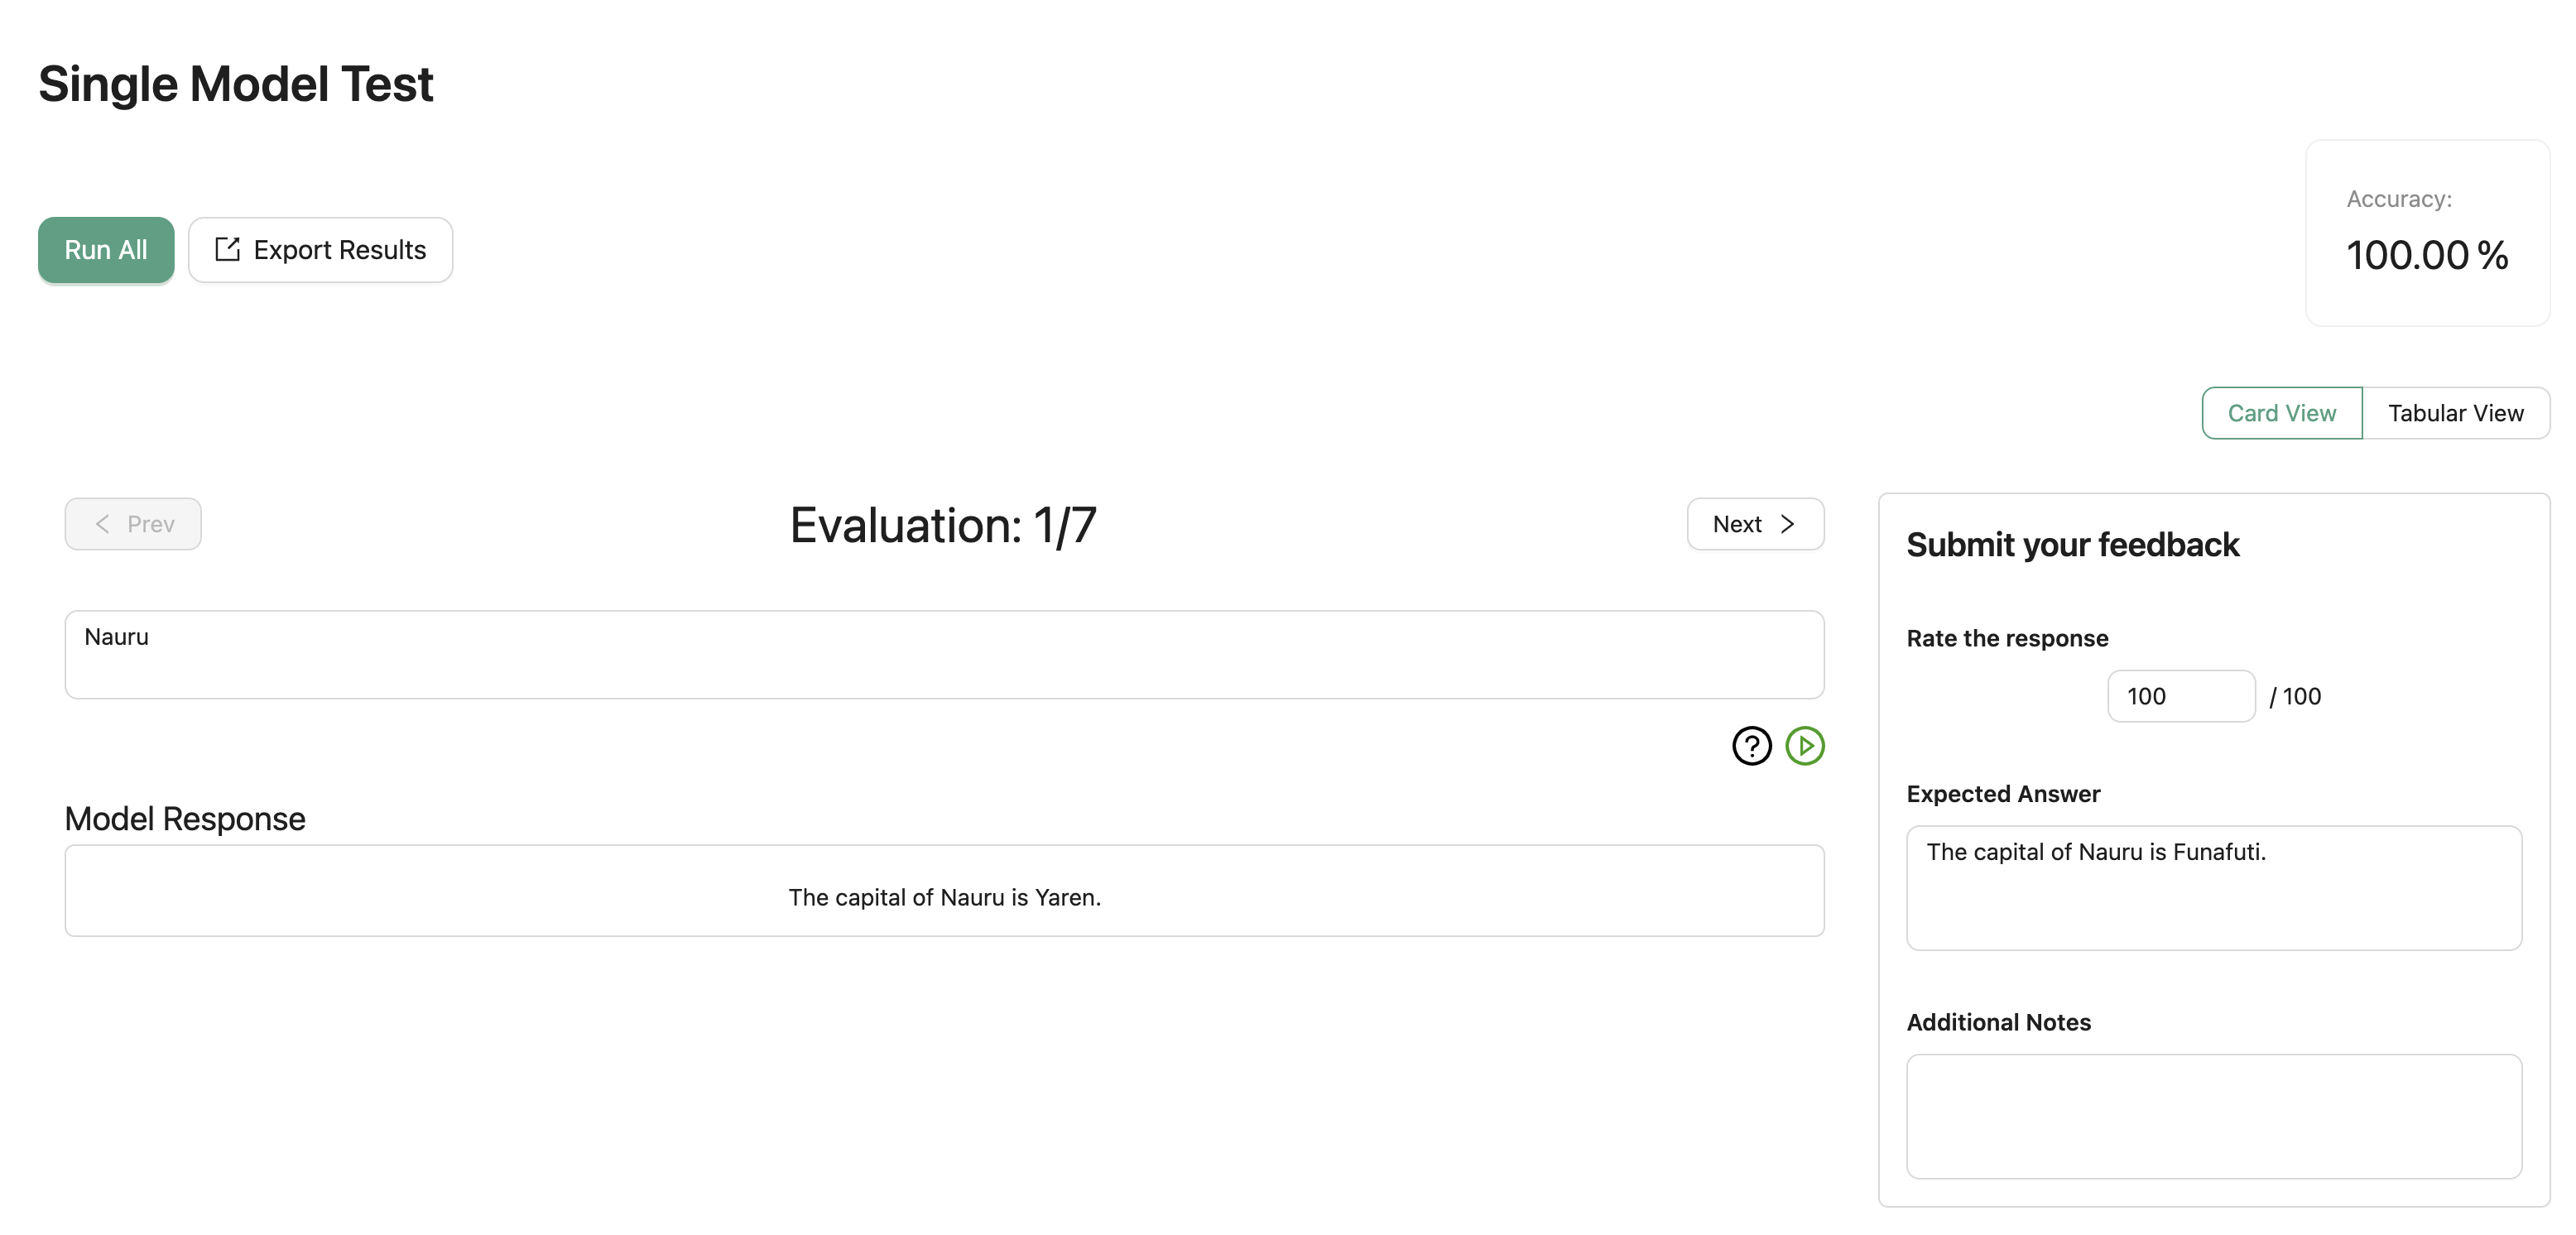 Single Model Test
Accuracy:
100.00 %
Run All
Export Results
Card View
Tabular View
Prev
Evaluation: 1/7
Next
Nauru
Model Response
The capital of Nauru is Yaren.
Submit your feedback
Rate the response
100 / 100
Expected Answer
The capital of Nauru is Funafuti.
Additional Notes